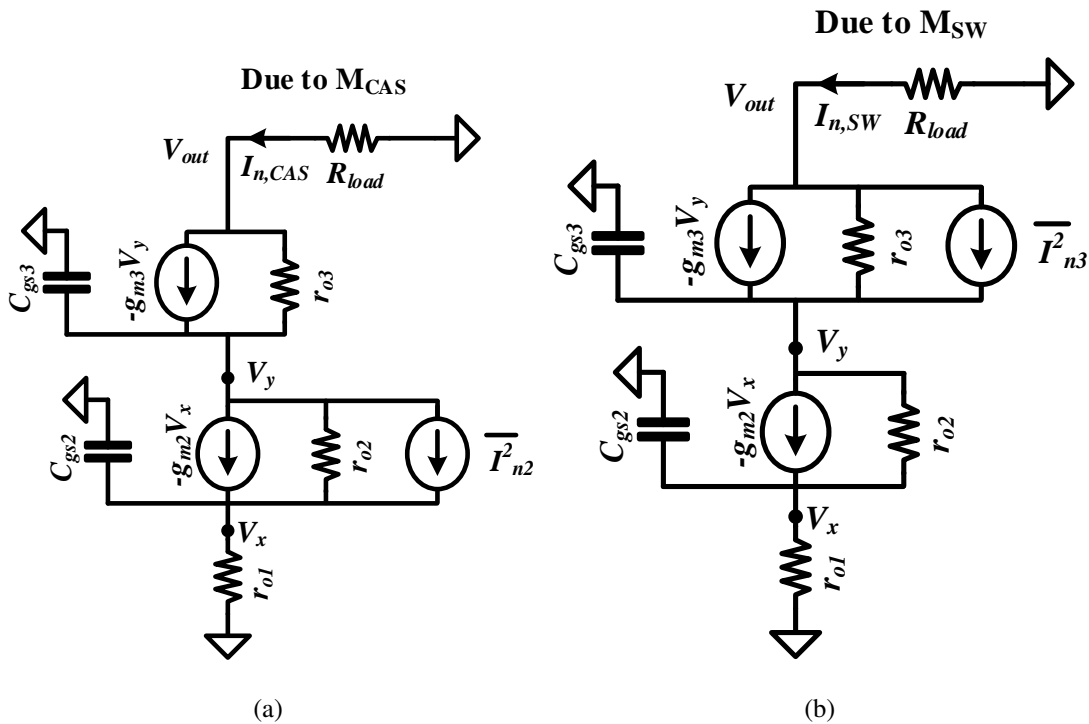 Due to M_CAS
V_out
I_n,CAS
R_load
C_gs3
-g_m3V_y
r_o3
V_y
C_gs2
-g_m2V_x
r_o2
I²_n2
V_x
r_o1
(a)
Due to M_SW
V_out
I_n,SW
R_load
C_gs3
-g_m3V_y
r_o3
I²_n3
V_y
C_gs2
-g_m2V_x
r_o2
V_x
r_o1
(b)